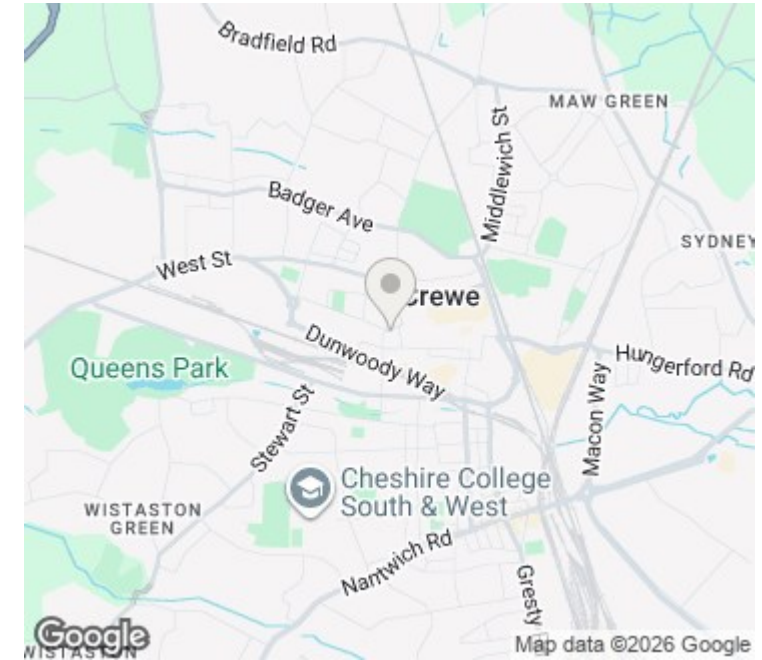 Bradfield Rd
MAW GREEN
Middlewich St
Badger Ave
SYDNEY
West St
Crewe
Dunwoody Way
Queens Park
Hungerford Rd
Macon Way
Stewart St
Cheshire College
South & West
WISTASTON
GREEN
Nantwich Rd
Gresty
Google
WISTASTON
Map data ©2026 Google